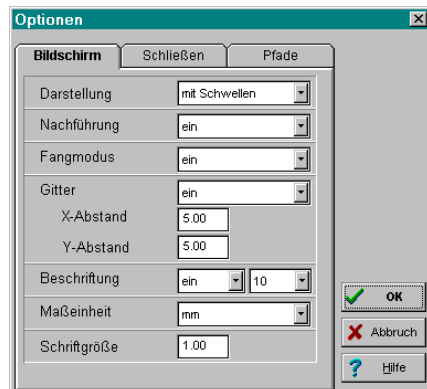 Optionen
Bildschirm Schließen Pfade
Darstellung mit Schwellen
Nachführung ein
Fangmodus ein
Gitter ein
X-Abstand 5.00
Y-Abstand 5.00
Beschriftung ein 10
Maßeinheit mm
Schriftgröße 1.00
OK
Abbruch
Hilfe